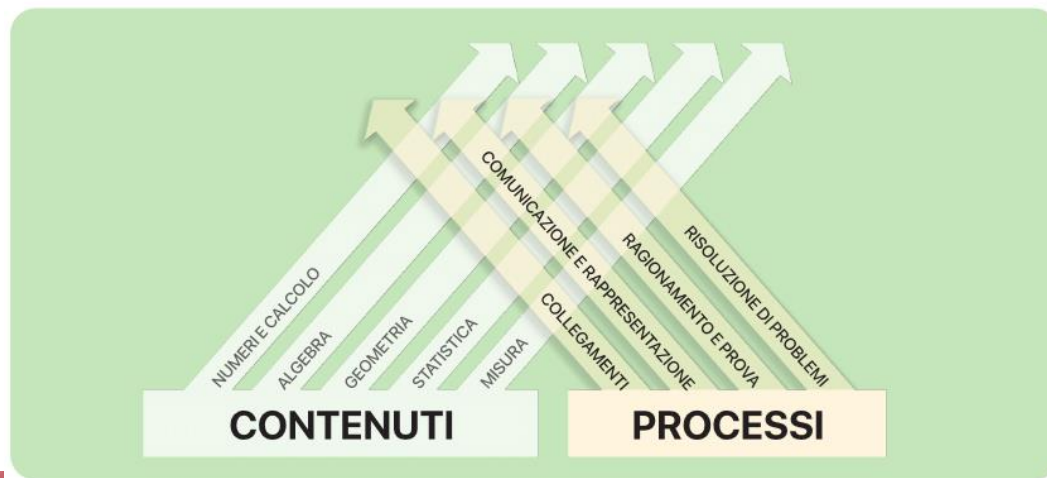 NUMERI E CALCOLO
ALGEBRA
GEOMETRIA
STATISTICA
MISURA
COLLEGAMENTI
COMUNICAZIONE E RAPPRESENTAZIONE
RAGIONAMENTO E PROVA
RISOLUZIONE DI PROBLEMI
CONTENUTI
PROCESSI